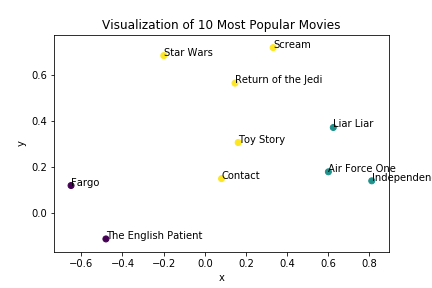 Visualization of 10 Most Popular Movies
Scream
Star Wars
Return of the Jedi
Liar Liar
Toy Story
Air Force One
Contact
Independen
Fargo
The English Patient
y
0.6
0.4
0.2
0.0
−0.6
−0.4
−0.2
0.0
0.2
0.4
0.6
0.8
x